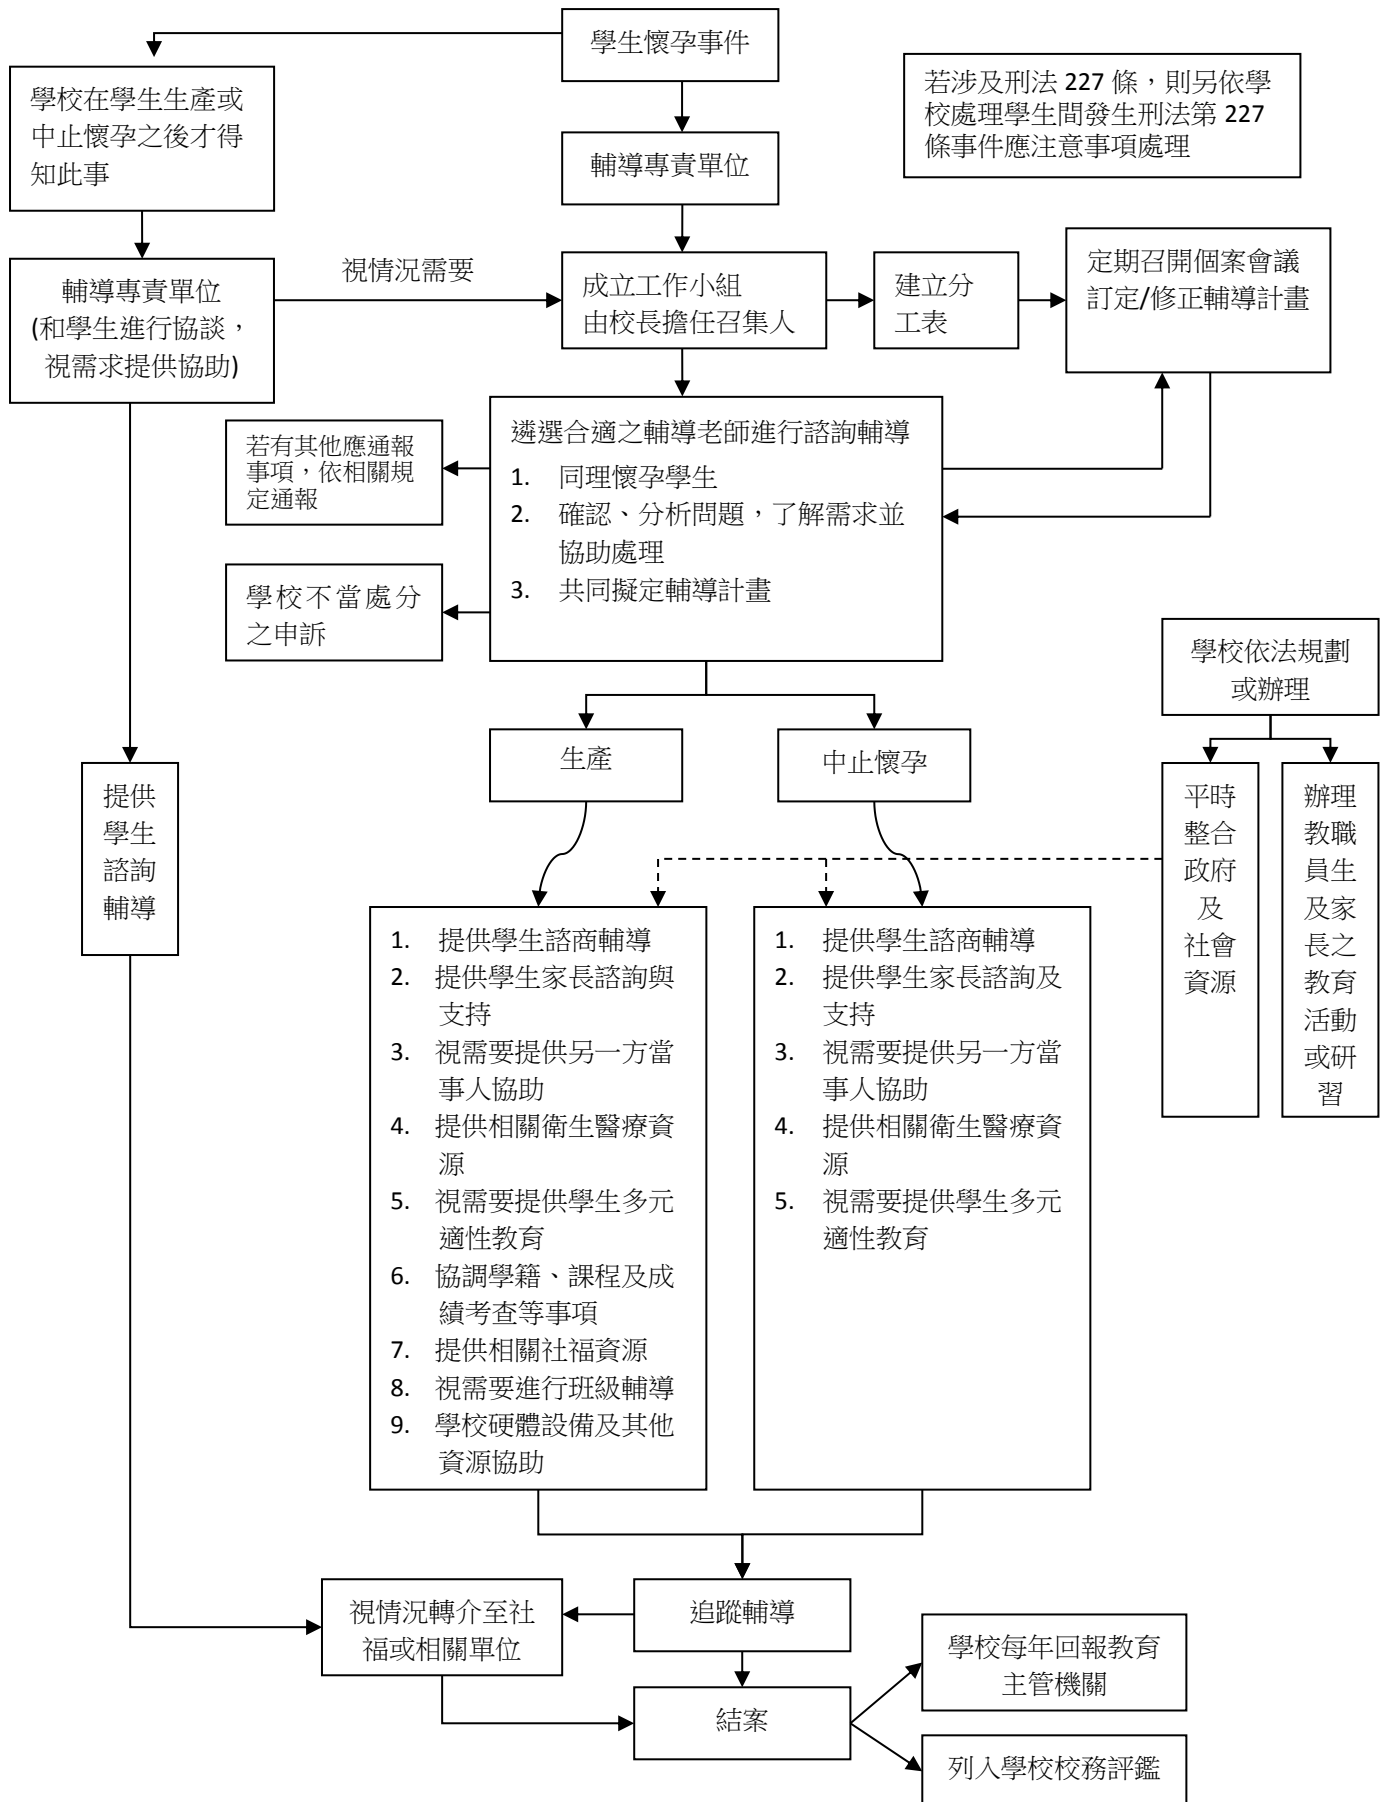 學生懷孕事件
若涉及刑法 227 條，則另依學
校處理學生間發生刑法第 227
條事件應注意事項處理
學校在學生生產或
中止懷孕之後才得
知此事
輔導專責單位
輔導專責單位
(和學生進行協談，
視需求提供協助)
視情況需要
成立工作小組
由校長擔任召集人
建立分
工表
定期召開個案會議
訂定/修正輔導計畫
遴選合適之輔導老師進行諮詢輔導
1. 同理懷孕學生
2. 確認、分析問題，了解需求並
協助處理
3. 共同擬定輔導計畫
若有其他應通報
事項，依相關規
定通報
學校不當處分
之申訴
學校依法規劃
或辦理
生產
中止懷孕
提供
學生
諮詢
輔導
平時
整合
政府
及
社會
資源
辦理
教職
員生
及家
長之
教育
活動
或研
習
1. 提供學生諮商輔導
2. 提供學生家長諮詢與
支持
3. 視需要提供另一方當
事人協助
4. 提供相關衛生醫療資
源
5. 視需要提供學生多元
適性教育
6. 協調學籍、課程及成
績考查等事項
7. 提供相關社福資源
8. 視需要進行班級輔導
9. 學校硬體設備及其他
資源協助
1. 提供學生諮商輔導
2. 提供學生家長諮詢及
支持
3. 視需要提供另一方當
事人協助
4. 提供相關衛生醫療資
源
5. 視需要提供學生多元
適性教育
視情況轉介至社
福或相關單位
追蹤輔導
結案
學校每年回報教育
主管機關
列入學校校務評鑑